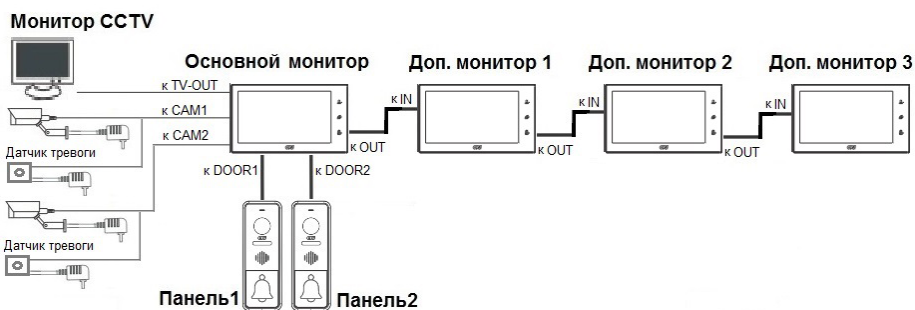 Монитор CCTV
Основной монитор
Доп. монитор 1
Доп. монитор 2
Доп. монитор 3
к TV-OUT
к CAM1
к CAM2
Датчик тревоги
Датчик тревоги
к OUT
к IN
к OUT
к IN
к OUT
к IN
к DOOR1
к DOOR2
Панель1
Панель2